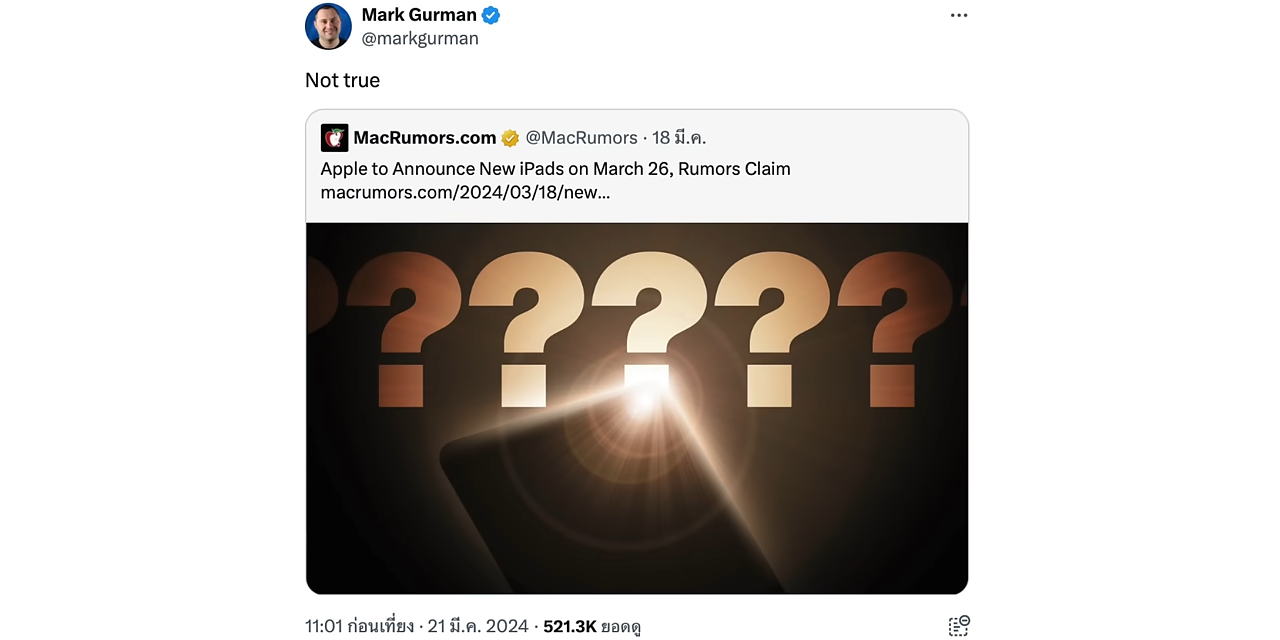 Mark Gurman
@markgurman
Not true
MacRumors.com @MacRumors · 18 มี.ค.
Apple to Announce New iPads on March 26, Rumors Claim
macrumors.com/2024/03/18/new...
?????
11:01 ก่อนเที่ยง · 21 มี.ค. 2024 · 521.3K ยอดดู